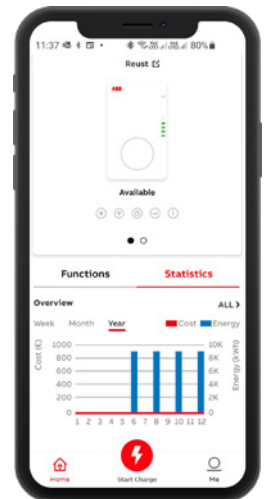 11:37 80%
Reust
ABB
Available
Functions Statistics
Overview ALL >
Week Month Year Cost Energy
Cost (€) Energy (kWh)
1000 10K
800 8K
600 6K
400 4K
200 2K
0 0
1 2 3 4 5 6 7 8 9 10 11 12
Home Start Charge Me